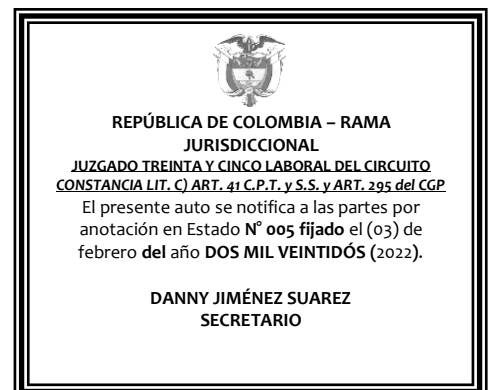 REPÚBLICA DE COLOMBIA – RAMA
JURISDICCIONAL
JUZGADO TREINTA Y CINCO LABORAL DEL CIRCUITO
CONSTANCIA LIT. C) ART. 41 C.P.T. y S.S. y ART. 295 del CGP
El presente auto se notifica a las partes por
anotación en Estado N° 005 fijado el (03) de
febrero del año DOS MIL VEINTIDÓS (2022).
DANNY JIMÉNEZ SUAREZ
SECRETARIO